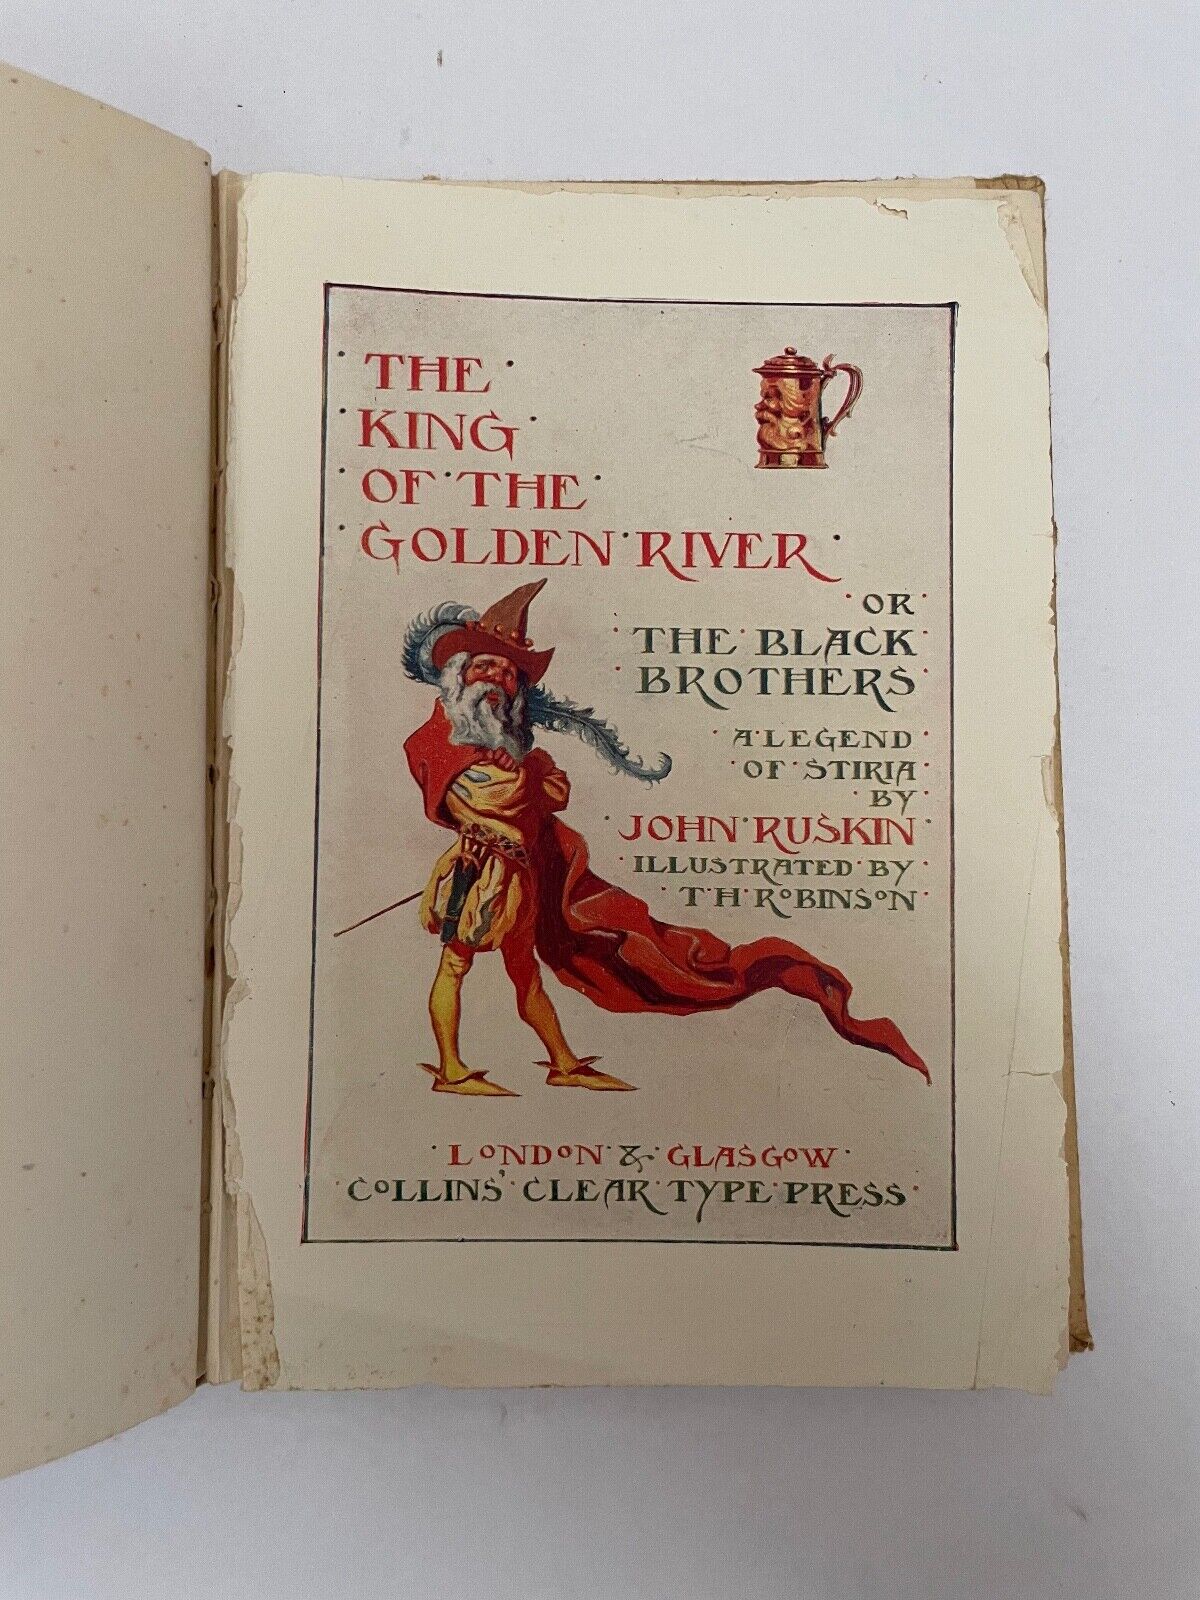 · THE ·
· KING ·
· OF · THE ·
· GOLDEN · RIVER ·
· OR ·
· THE · BLACK ·
· BROTHERS ·
· A · LEGEND ·
· OF · STIRIA ·
· BY ·
· JOHN · RUSKIN ·
· ILLUSTRATED · BY ·
· T · H · ROBINSON ·
· LONDON · & · GLASGOW ·
· COLLINS' · CLEAR · TYPE · PRESS ·